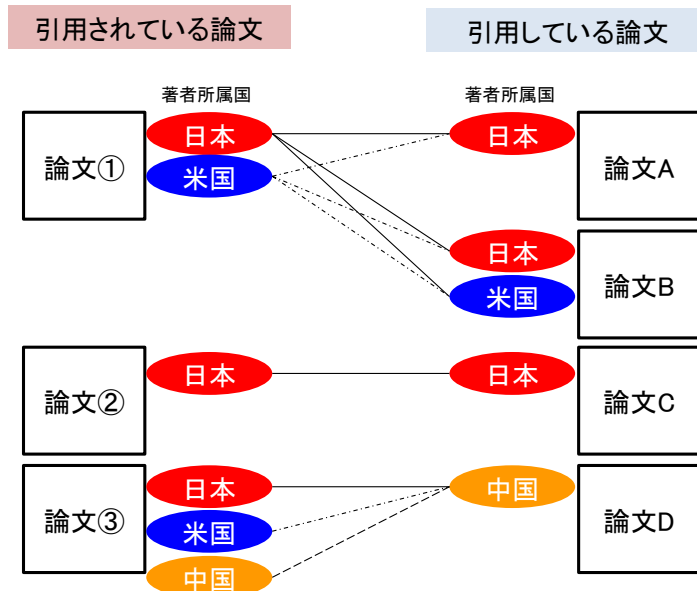 引用されている論文
引用している論文
著者所属国
著者所属国
論文①
日本
米国
日本
論文A
日本
米国
論文B
論文②
日本
日本
論文C
論文③
日本
米国
中国
中国
論文D